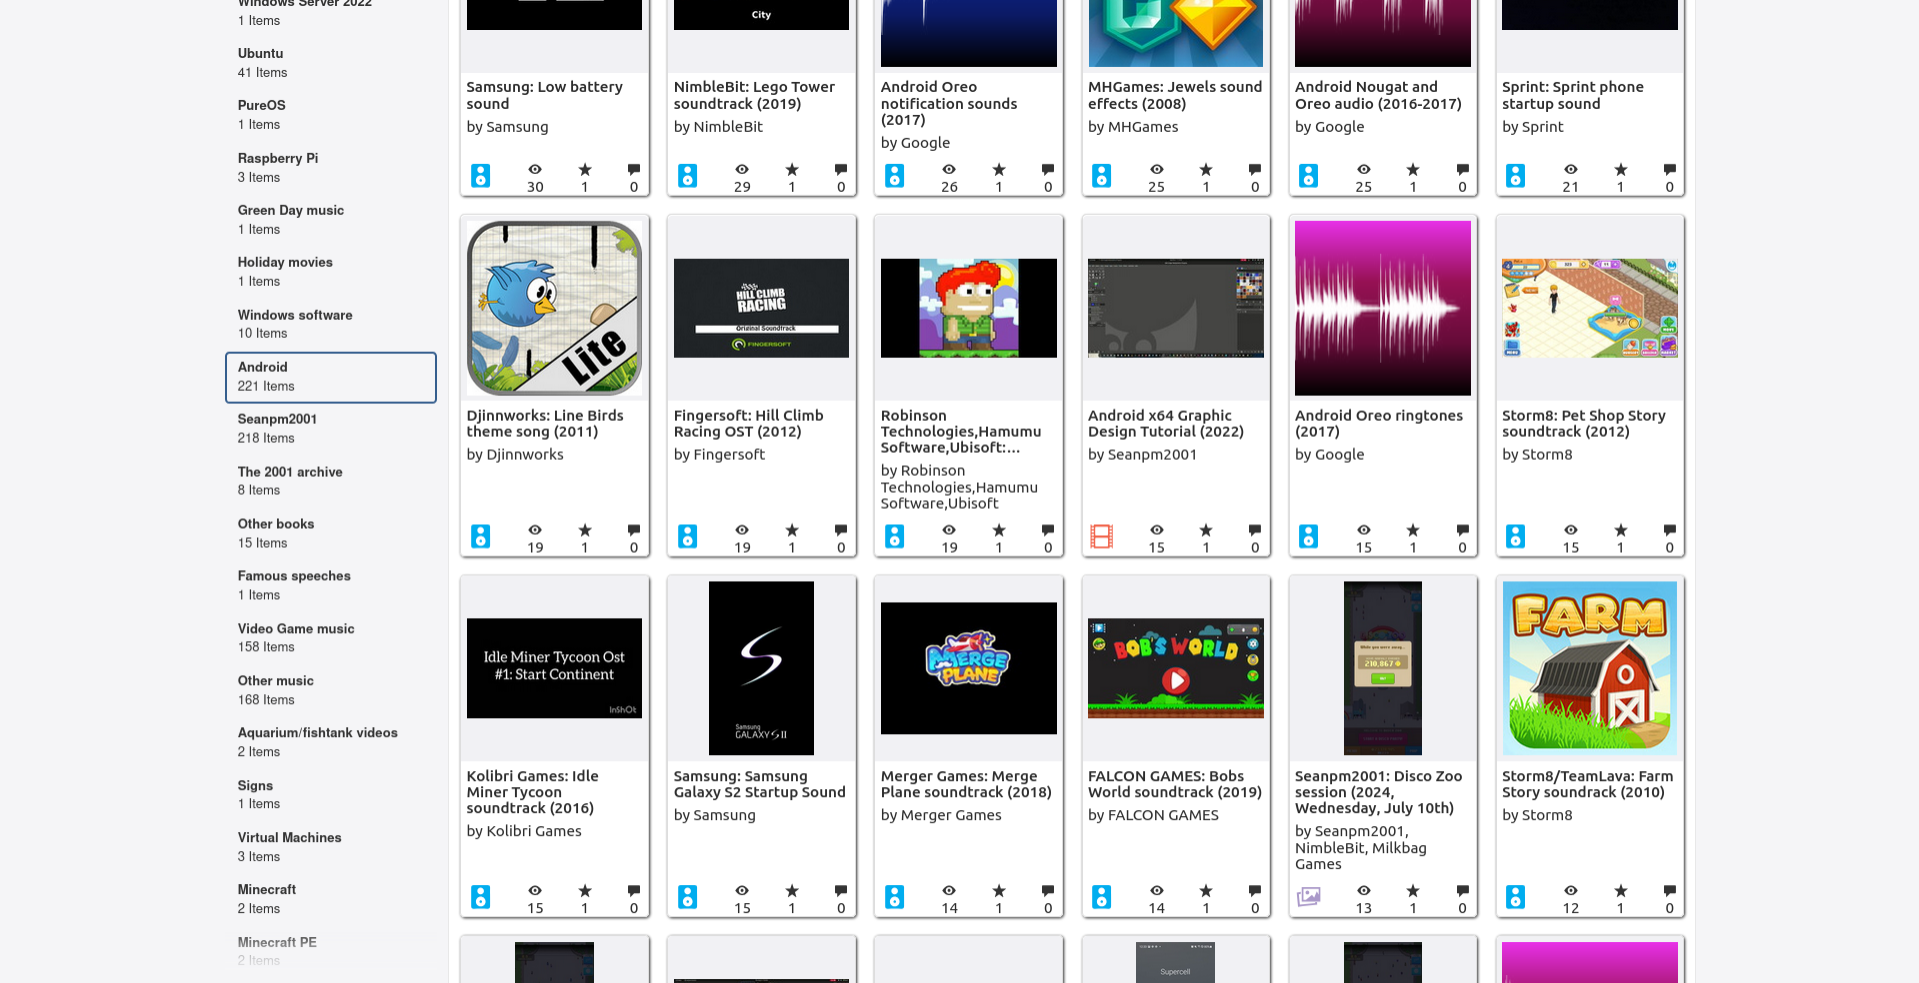 Windows Server 2022
1 Items
Ubuntu
41 Items
PureOS
1 Items
Raspberry Pi
3 Items
Green Day music
1 Items
Holiday movies
1 Items
Windows software
10 Items
Android
221 Items
Seanpm2001
218 Items
The 2001 archive
8 Items
Other books
15 Items
Famous speeches
1 Items
Video Game music
158 Items
Other music
168 Items
Aquarium/fishtank videos
2 Items
Signs
1 Items
Virtual Machines
3 Items
Minecraft
2 Items
Minecraft PE
2 Items
City
Samsung: Low battery
sound
by Samsung
30 1 0
NimbleBit: Lego Tower
soundtrack (2019)
by NimbleBit
29 1 0
Android Oreo
notification sounds
(2017)
by Google
26 1 0
MHGames: Jewels sound
effects (2008)
by MHGames
25 1 0
Android Nougat and
Oreo audio (2016-2017)
by Google
25 1 0
Sprint: Sprint phone
startup sound
by Sprint
21 1 0
Lite
Djinnworks: Line Birds
theme song (2011)
by Djinnworks
19 1 0
HILL CLIMB
RACING
Original Soundtrack
FINGERSOFT
Fingersoft: Hill Climb
Racing OST (2012)
by Fingersoft
19 1 0
Robinson
Technologies,Hamumu
Software,Ubisoft:...
by Robinson
Technologies,Hamumu
Software,Ubisoft
19 1 0
Android x64 Graphic
Design Tutorial (2022)
by Seanpm2001
15 1 0
Android Oreo ringtones
(2017)
by Google
15 1 0
Storm8: Pet Shop Story
soundtrack (2012)
by Storm8
15 1 0
Idle Miner Tycoon Ost
#1: Start Continent
InShOt
Kolibri Games: Idle
Miner Tycoon
soundtrack (2016)
by Kolibri Games
15 1 0
S
Samsung
GALAXY S II
Samsung: Samsung
Galaxy S2 Startup Sound
by Samsung
15 1 0
MERGE
PLANE
Merger Games: Merge
Plane soundtrack (2018)
by Merger Games
14 1 0
BOB'S WORLD
FALCON GAMES: Bobs
World soundtrack (2019)
by FALCON GAMES
14 1 0
210,867
Seanpm2001: Disco Zoo
session (2024,
Wednesday, July 10th)
by Seanpm2001,
NimbleBit, Milkbag
Games
13 1 0
FARM
Storm8/TeamLava: Farm
Story soundrack (2010)
by Storm8
12 1 0
Supercell